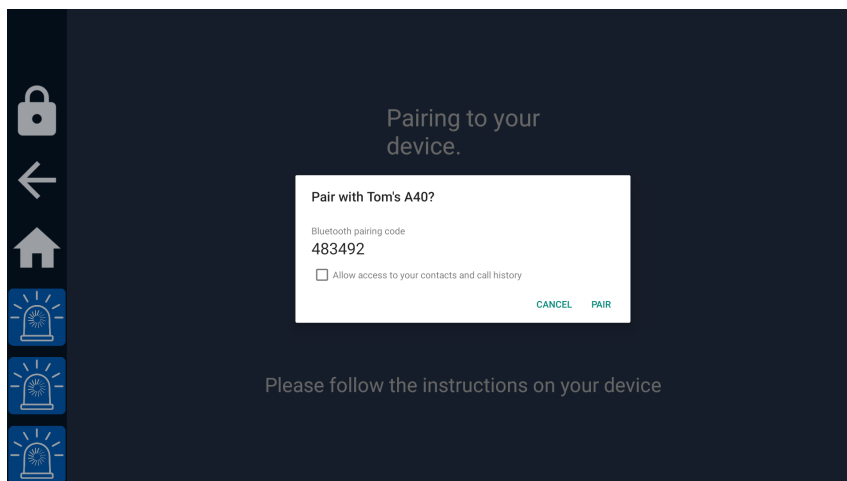 Pairing to your
device.
Pair with Tom's A40?
Bluetooth pairing code
483492
Allow access to your contacts and call history
CANCEL PAIR
Please follow the instructions on your device